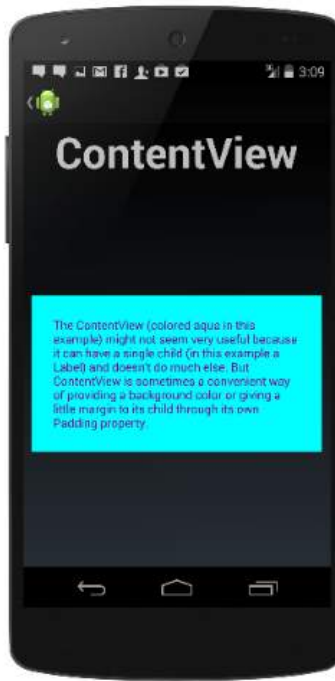 3:09
ContentView
The ContentView (colored aqua in this
example) might not seem very useful because
it can have a single child (in this example a
Label) and doesn't do much else. But
ContentView is sometimes a convenient way
of providing a background color or giving a
little margin to its child through its own
Padding property.